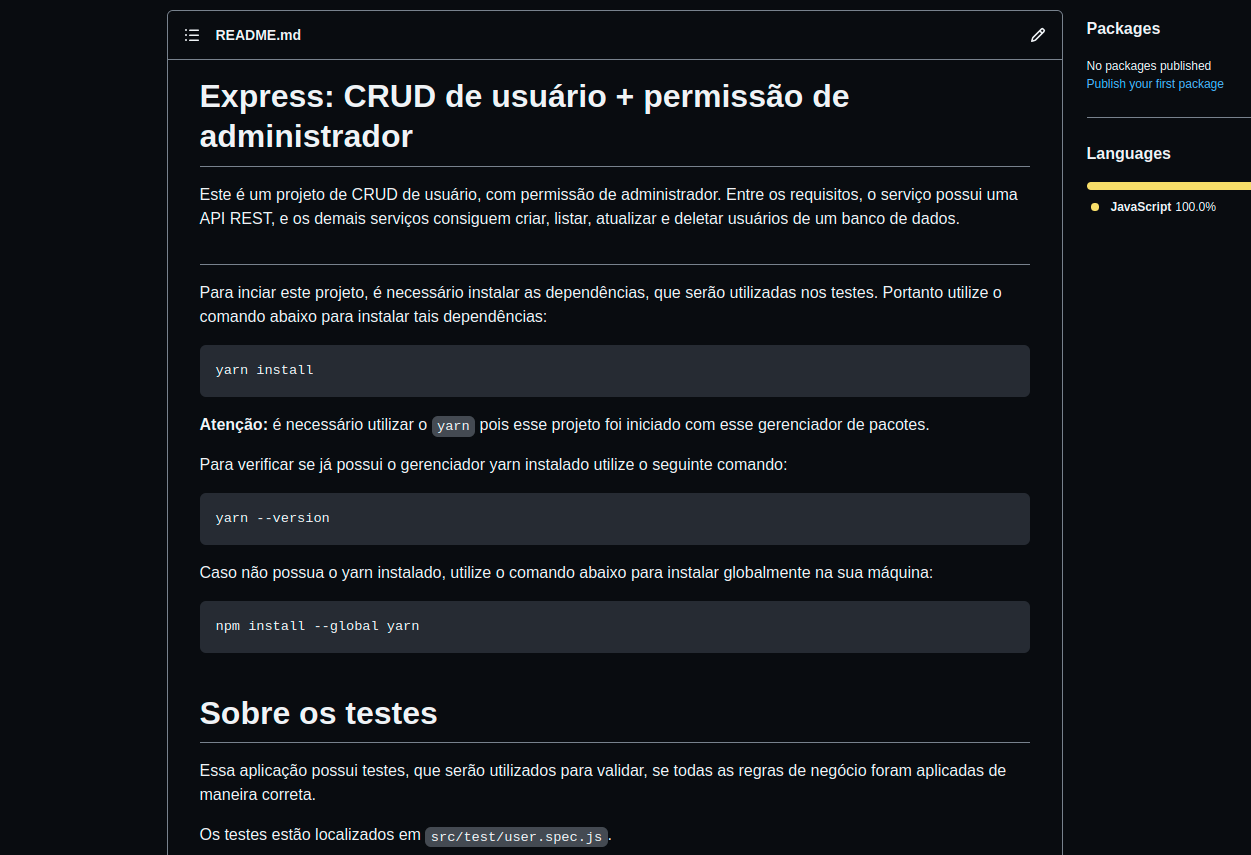 README.md
Express: CRUD de usuário + permissão de
administrador
Este é um projeto de CRUD de usuário, com permissão de administrador. Entre os requisitos, o serviço possui uma
API REST, e os demais serviços consiguem criar, listar, atualizar e deletar usuários de um banco de dados.
Para inciar este projeto, é necessário instalar as dependências, que serão utilizadas nos testes. Portanto utilize o
comando abaixo para instalar tais dependências:
yarn install
Atenção: é necessário utilizar o yarn pois esse projeto foi iniciado com esse gerenciador de pacotes.
Para verificar se já possui o gerenciador yarn instalado utilize o seguinte comando:
yarn --version
Caso não possua o yarn instalado, utilize o comando abaixo para instalar globalmente na sua máquina:
npm install --global yarn
Sobre os testes
Essa aplicação possui testes, que serão utilizados para validar, se todas as regras de negócio foram aplicadas de
maneira correta.
Os testes estão localizados em src/test/user.spec.js.
Packages
No packages published
Publish your first package
Languages
JavaScript 100.0%